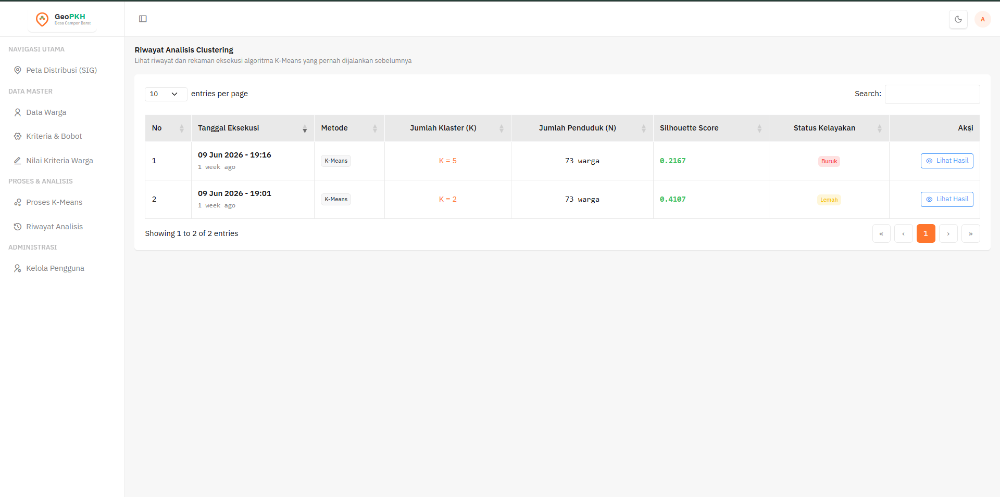 GeoPKH
Desa Campor Barat
A
NAVIGASI UTAMA
Peta Distribusi (SIG)
DATA MASTER
Data Warga
Kriteria & Bobot
Nilai Kriteria Warga
PROSES & ANALISIS
Proses K-Means
Riwayat Analisis
ADMINISTRASI
Kelola Pengguna
Riwayat Analisis Clustering
Lihat riwayat dan rekaman eksekusi algoritma K-Means yang pernah dijalankan sebelumnya
10 entries per page
Search:
No Tanggal Eksekusi Metode Jumlah Klaster (K) Jumlah Penduduk (N) Silhouette Score Status Kelayakan Aksi
1 09 Jun 2026 - 19:16 K-Means K = 5 73 warga 0.2167 Buruk Lihat Hasil
1 week ago
2 09 Jun 2026 - 19:01 K-Means K = 2 73 warga 0.4107 Lemah Lihat Hasil
1 week ago
Showing 1 to 2 of 2 entries
« ‹ 1 › »